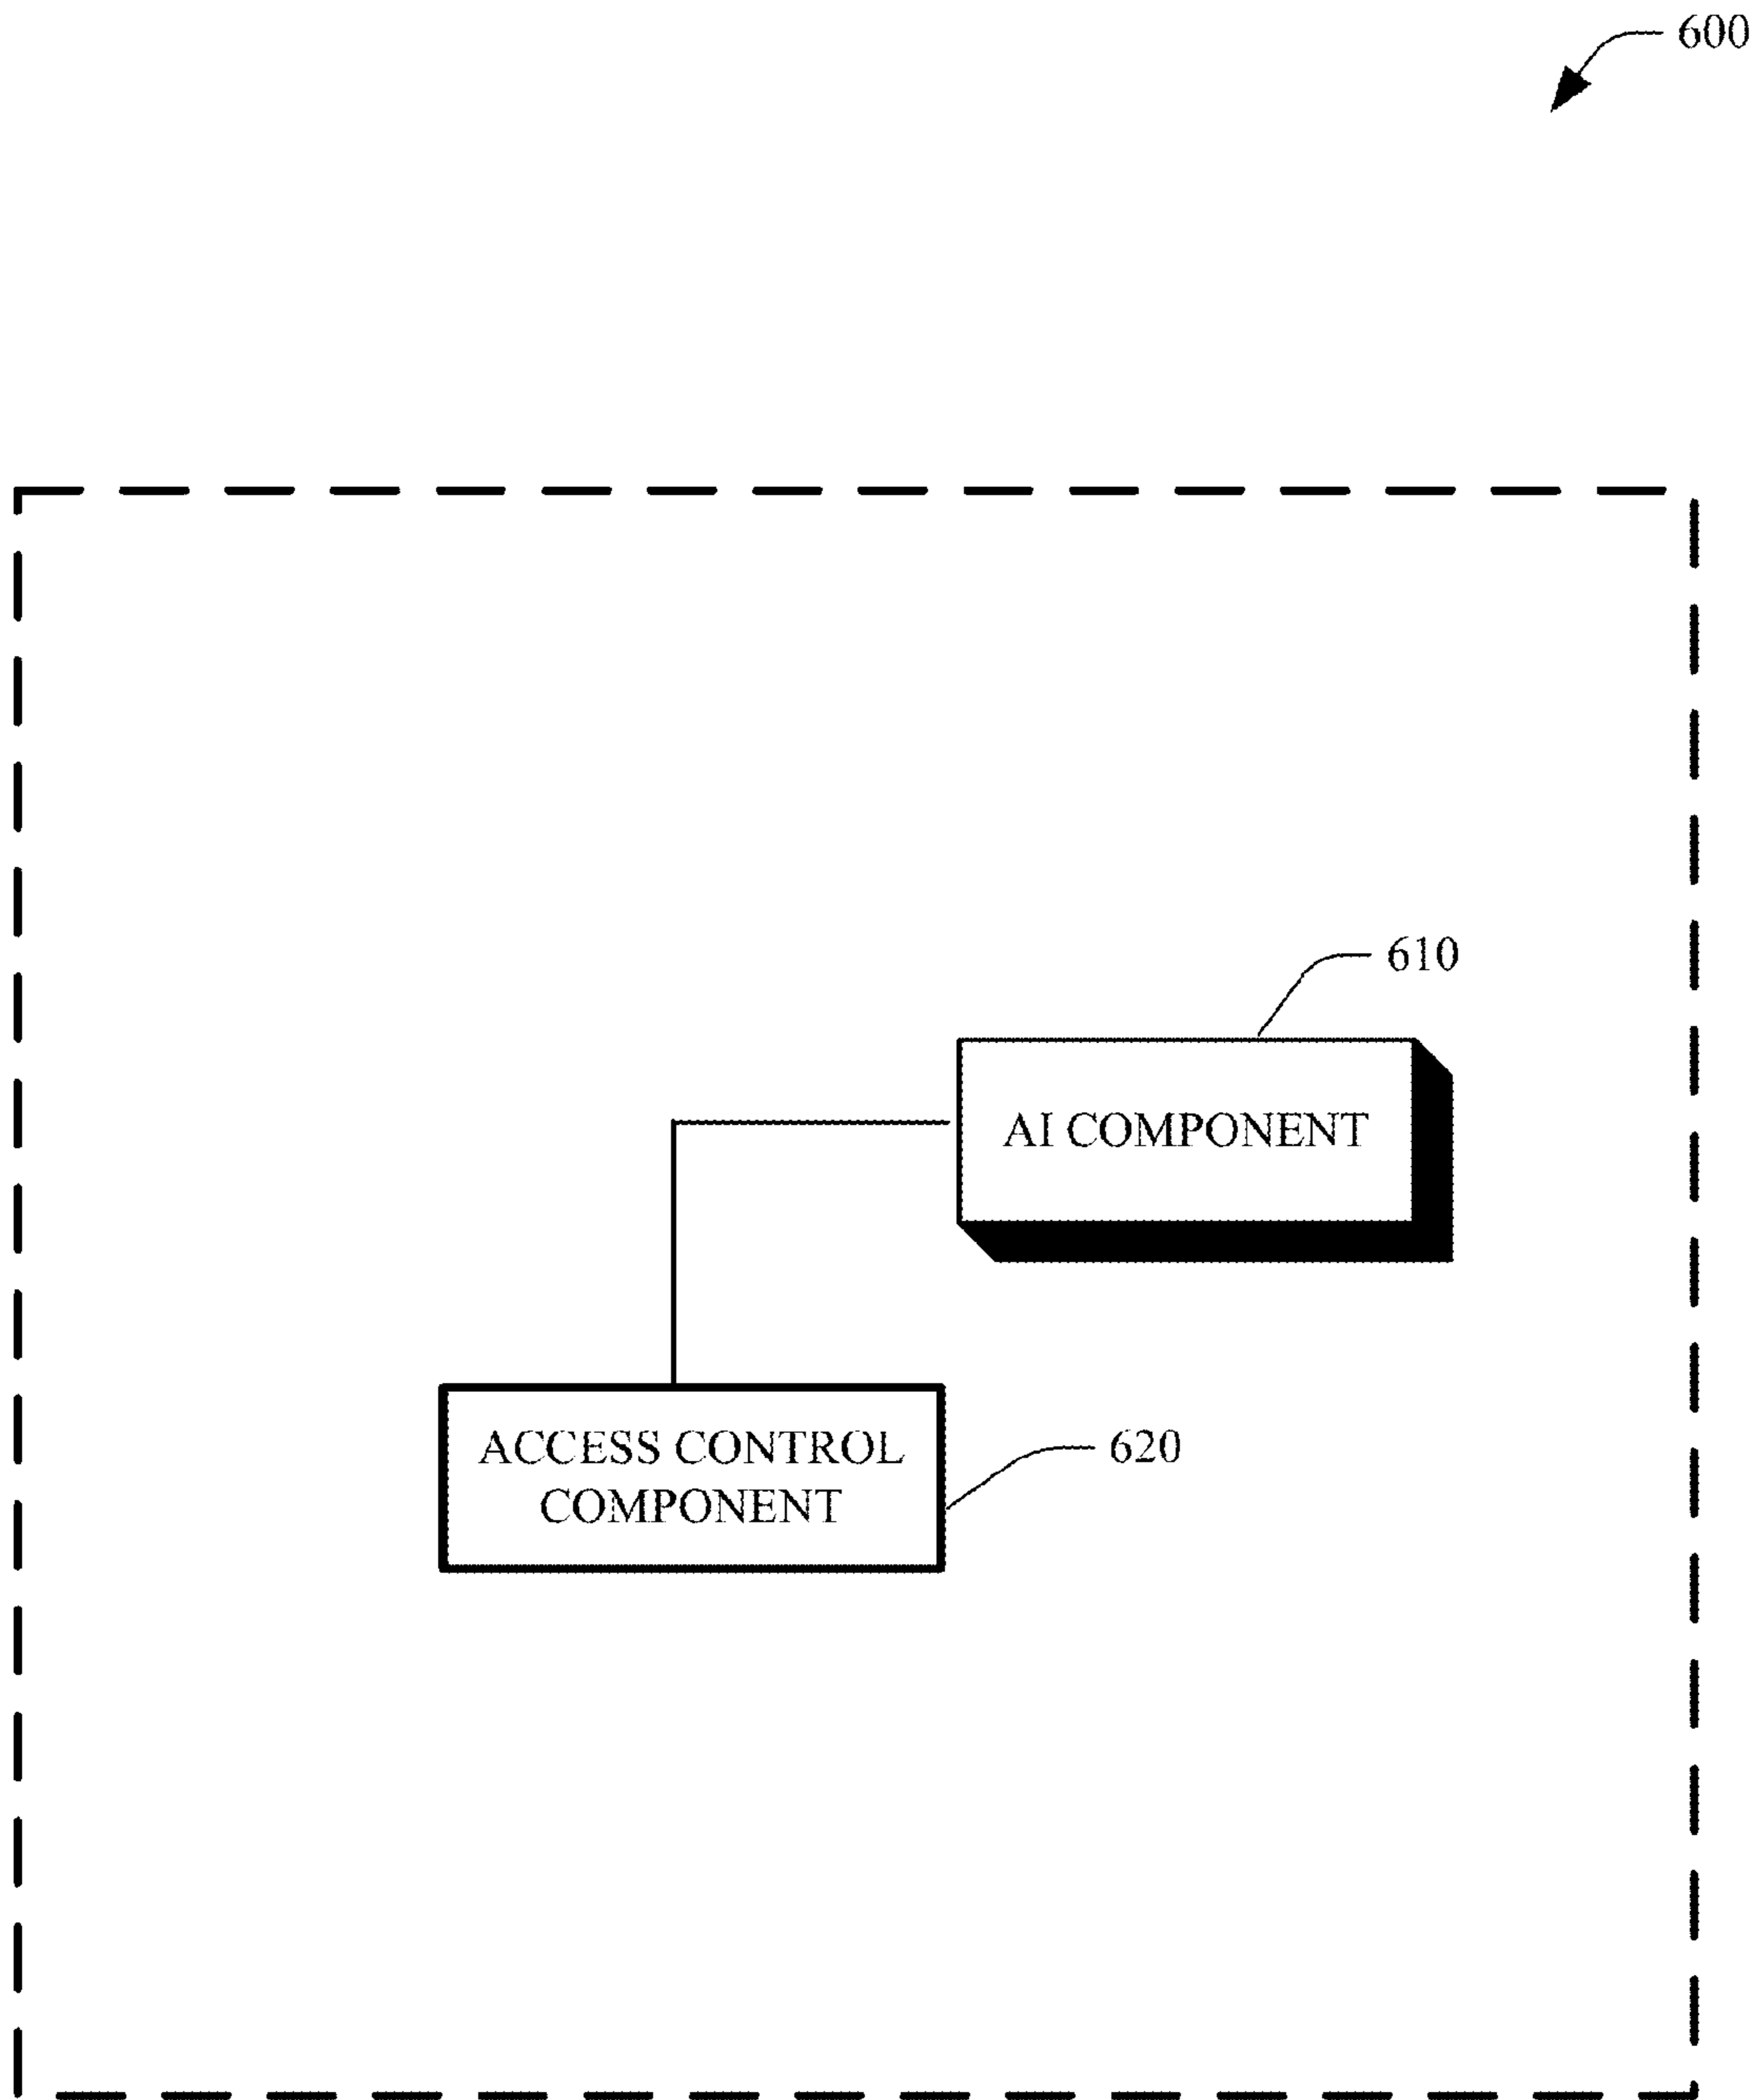 600
610
AI COMPONENT
ACCESS CONTROL
COMPONENT
620